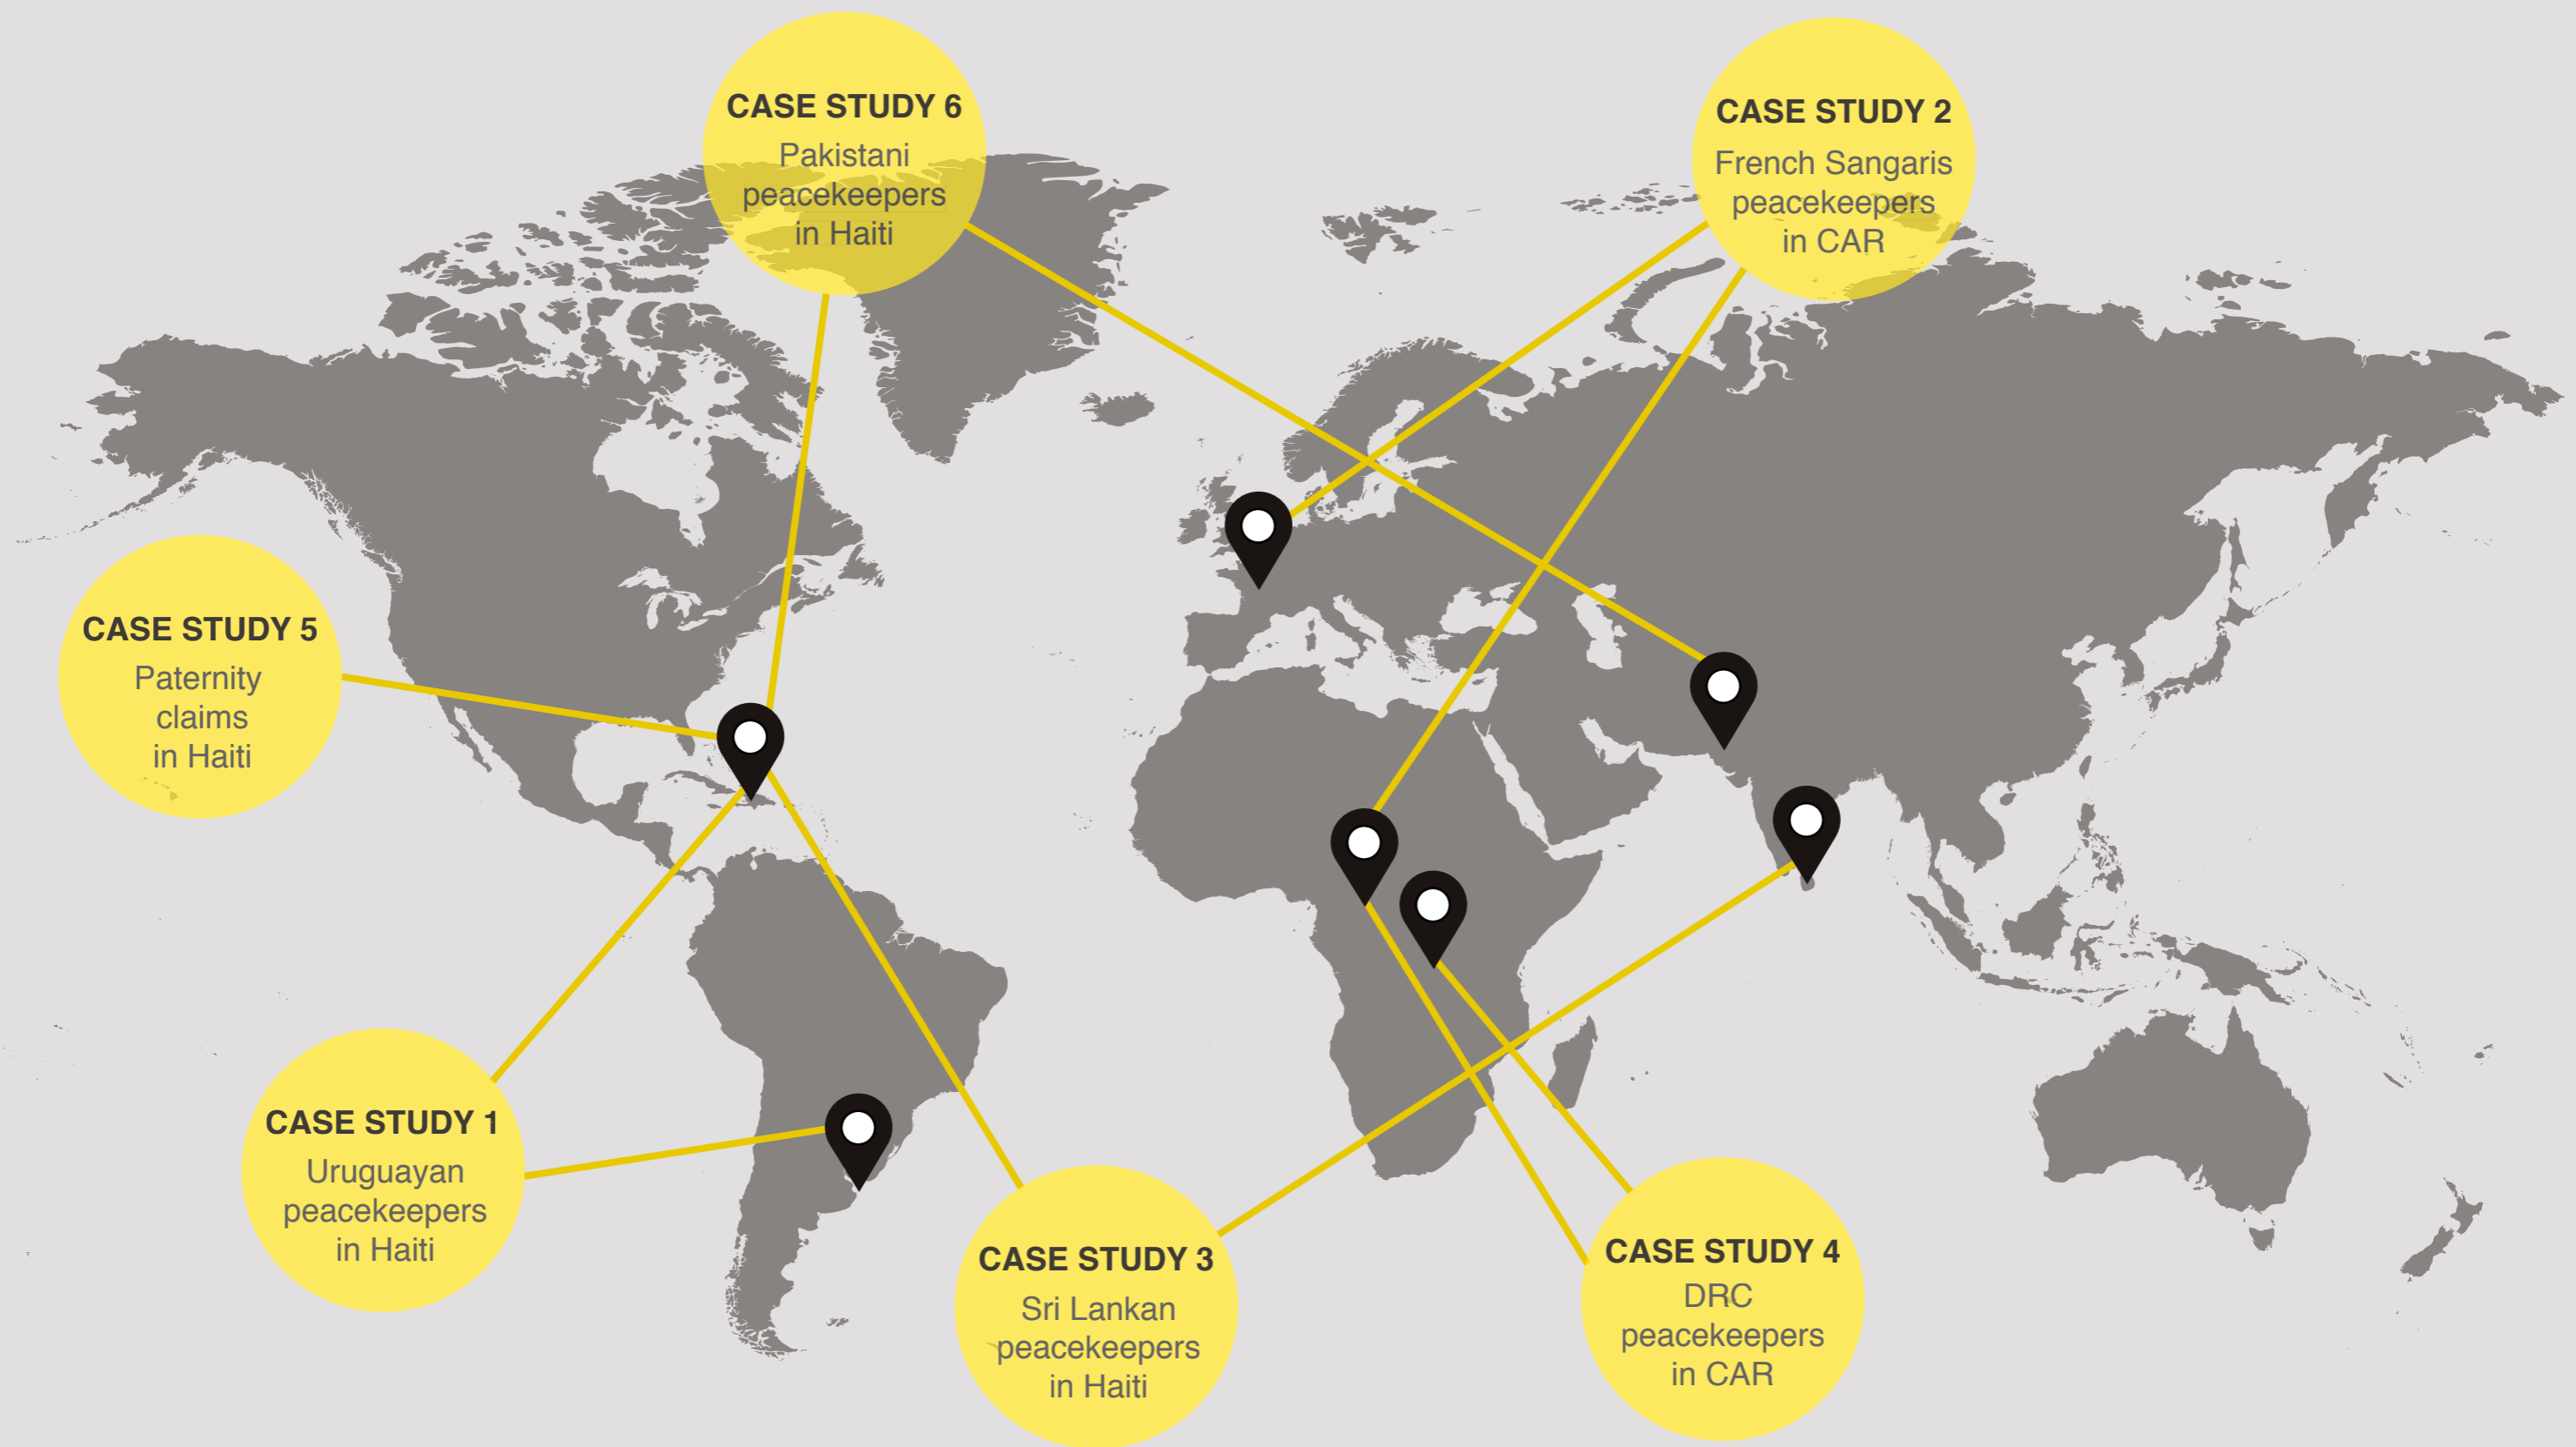 CASE STUDY 6
Pakistani
peacekeepers
in Haiti
CASE STUDY 2
French Sangaris
peacekeepers
in CAR
CASE STUDY 5
Paternity
claims
in Haiti
CASE STUDY 1
Uruguayan
peacekeepers
in Haiti
CASE STUDY 3
Sri Lankan
peacekeepers
in Haiti
CASE STUDY 4
DRC
peacekeepers
in CAR